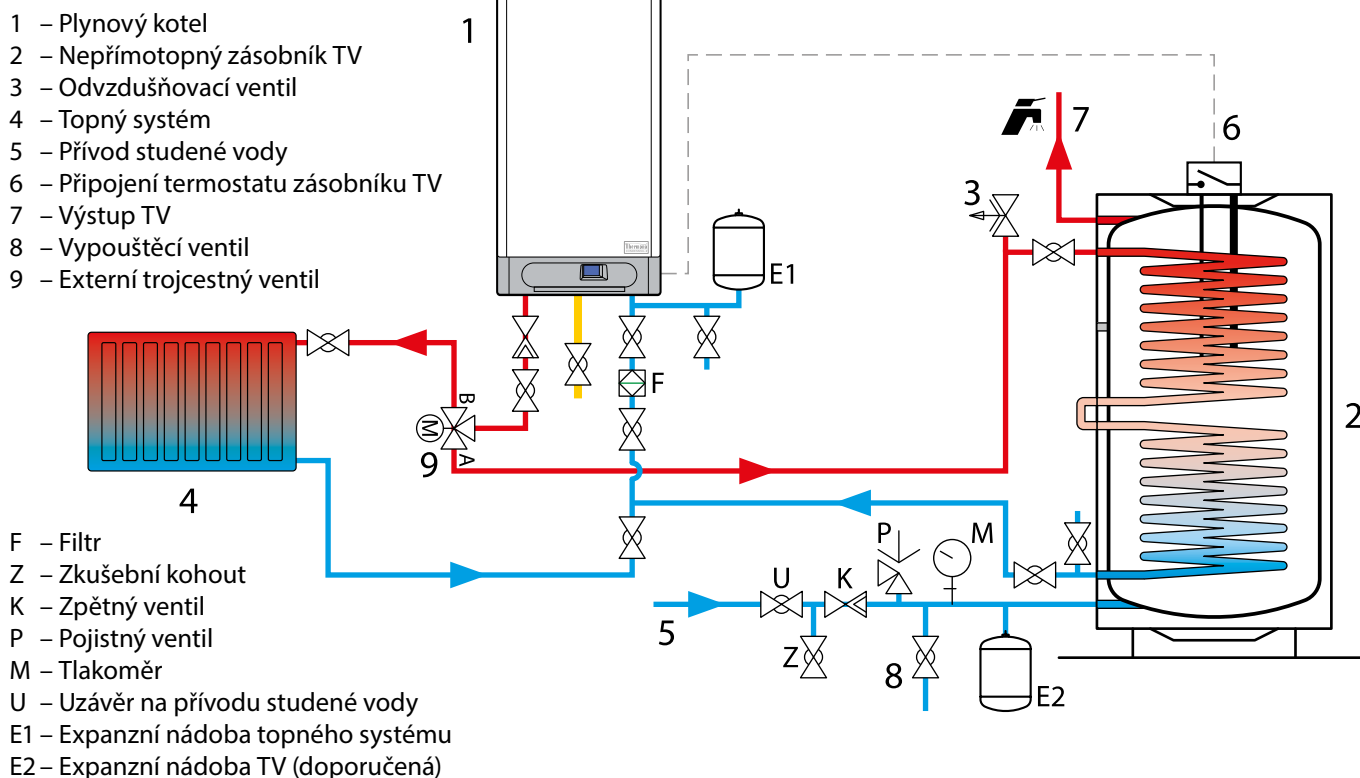 1 – Plynový kotel
2 – Nepřímotopný zásobník TV
3 – Odvzdušňovací ventil
4 – Topný systém
5 – Přívod studené vody
6 – Připojení termostatu zásobníku TV
7 – Výstup TV
8 – Vypouštěcí ventil
9 – Externí trojcestný ventil
1
Thermona
E1
3
7
6
2
F
B
M
A
9
4
P
M
U
K
5
Z
8
E2
F – Filtr
Z – Zkušební kohout
K – Zpětný ventil
P – Pojistný ventil
M – Tlakoměr
U – Uzávěr na přívodu studené vody
E1 – Expanzní nádoba topného systému
E2 – Expanzní nádoba TV (doporučená)